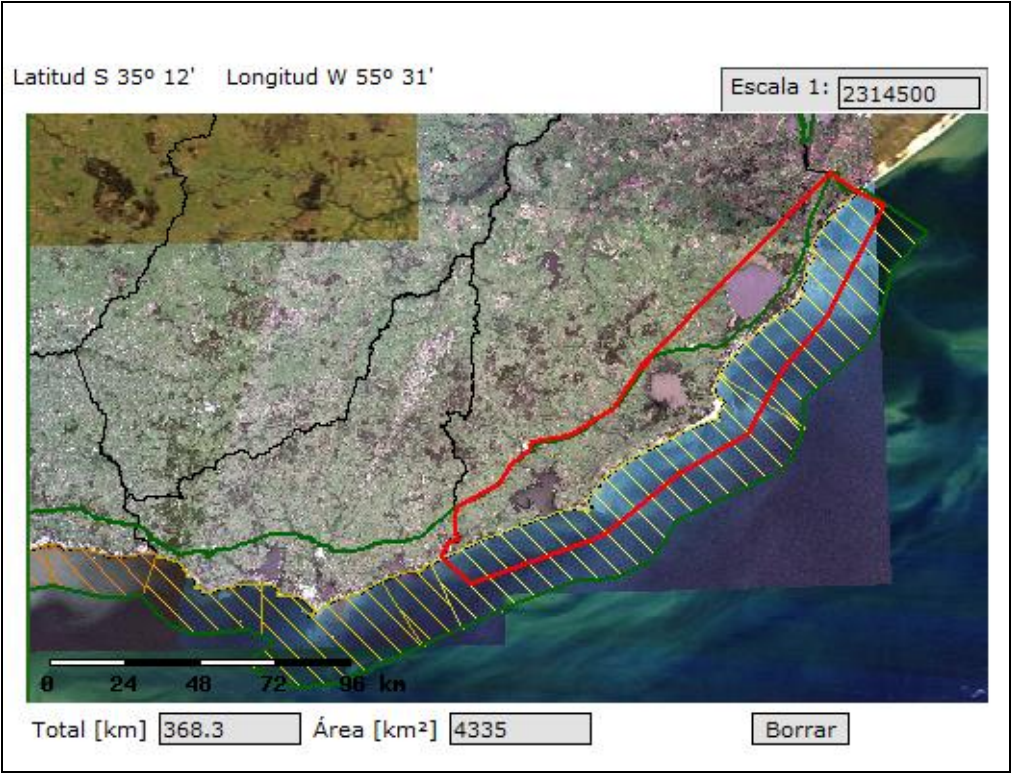 Latitud S 35º 12' Longitud W 55º 31'
Escala 1: 2314500
0 24 48 72 96 km
Total [km] 368.3 Área [km²] 4335 Borrar